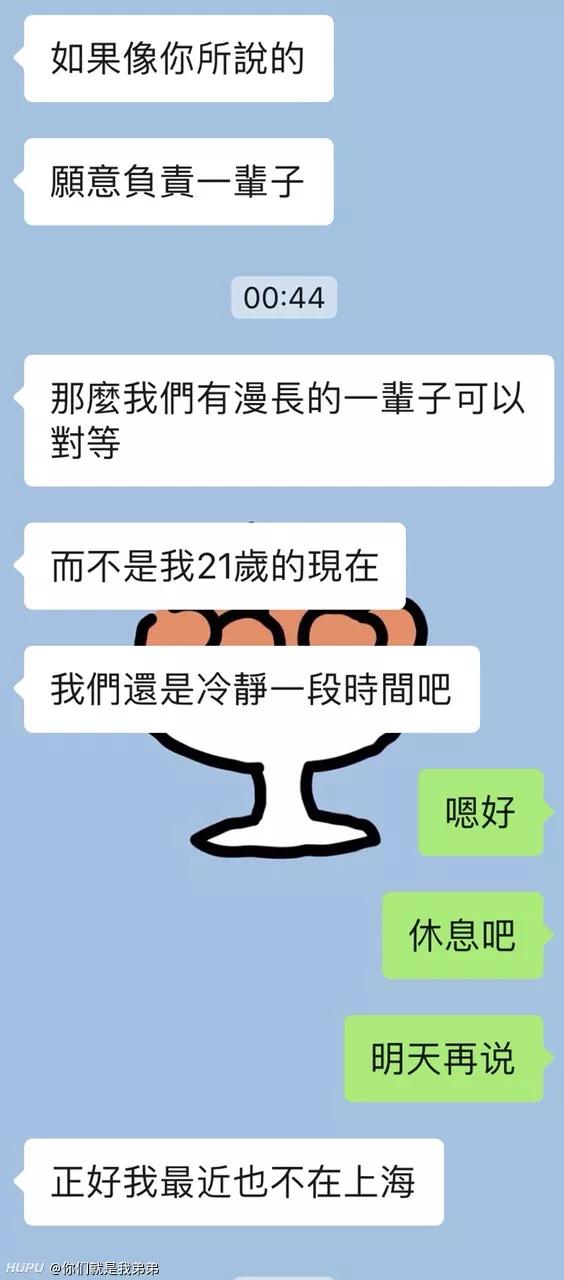 如果像你所說的
願意負責一輩子
00:44
那麼我們有漫長的一輩子可以
對等
而不是我21歲的現在
我們還是冷靜一段時間吧
嗯好
休息吧
明天再说
正好我最近也不在上海
HUPU @你们就是我弟弟